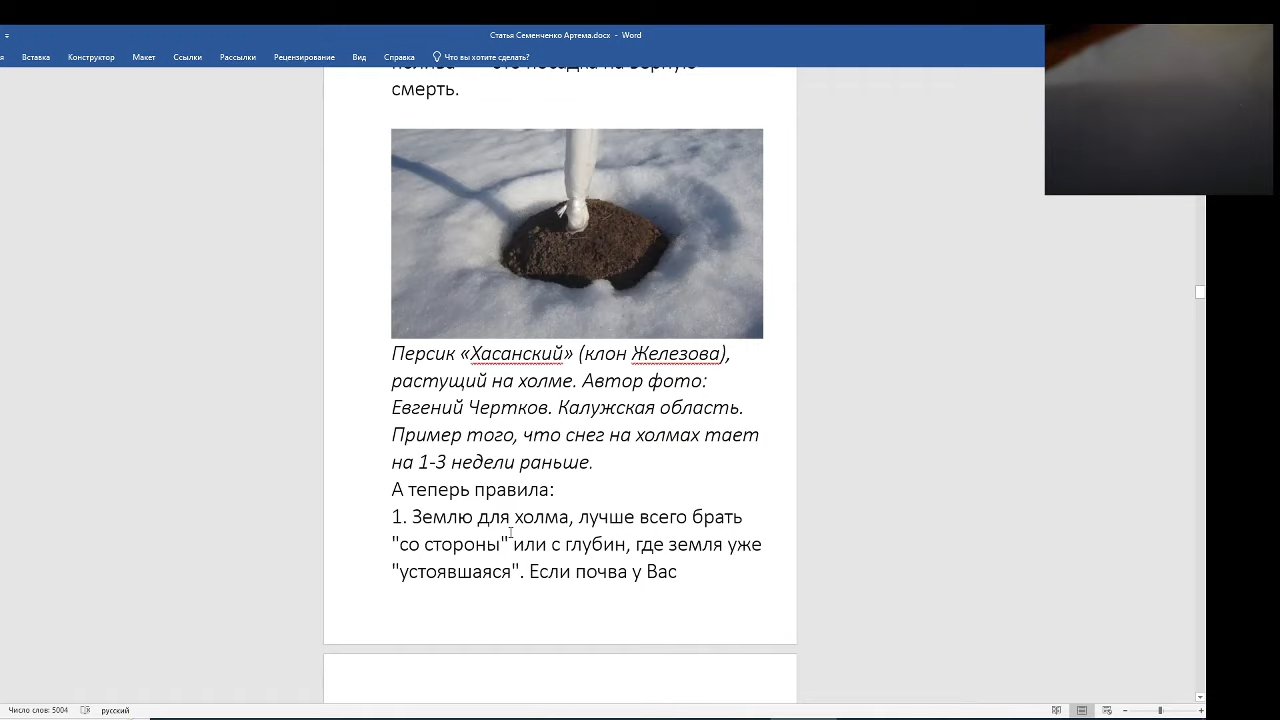 Статья Семенченко Артема.docx - Word
я Вставка Конструктор Макет Ссылки Рассылки Рецензирование Вид Справка Что вы хотите сделать?
смерть.
Персик «Хасанский» (клон Железова),
растущий на холме. Автор фото:
Евгений Чертков. Калужская область.
Пример того, что снег на холмах тает
на 1-3 недели раньше.
А теперь правила:
1. Землю для холма, лучше всего брать
"со стороны" или с глубин, где земля уже
"устоявшаяся". Если почва у Вас
Число слов: 5004 русский